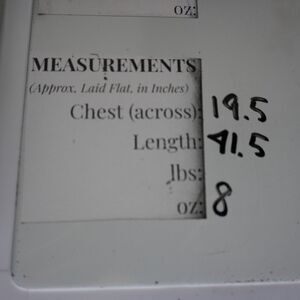 oz:
MEASUREMENTS
(Approx. Laid Flat, in Inches)
Chest (across): 19.5
Length: 41.5
lbs:
oz: 8